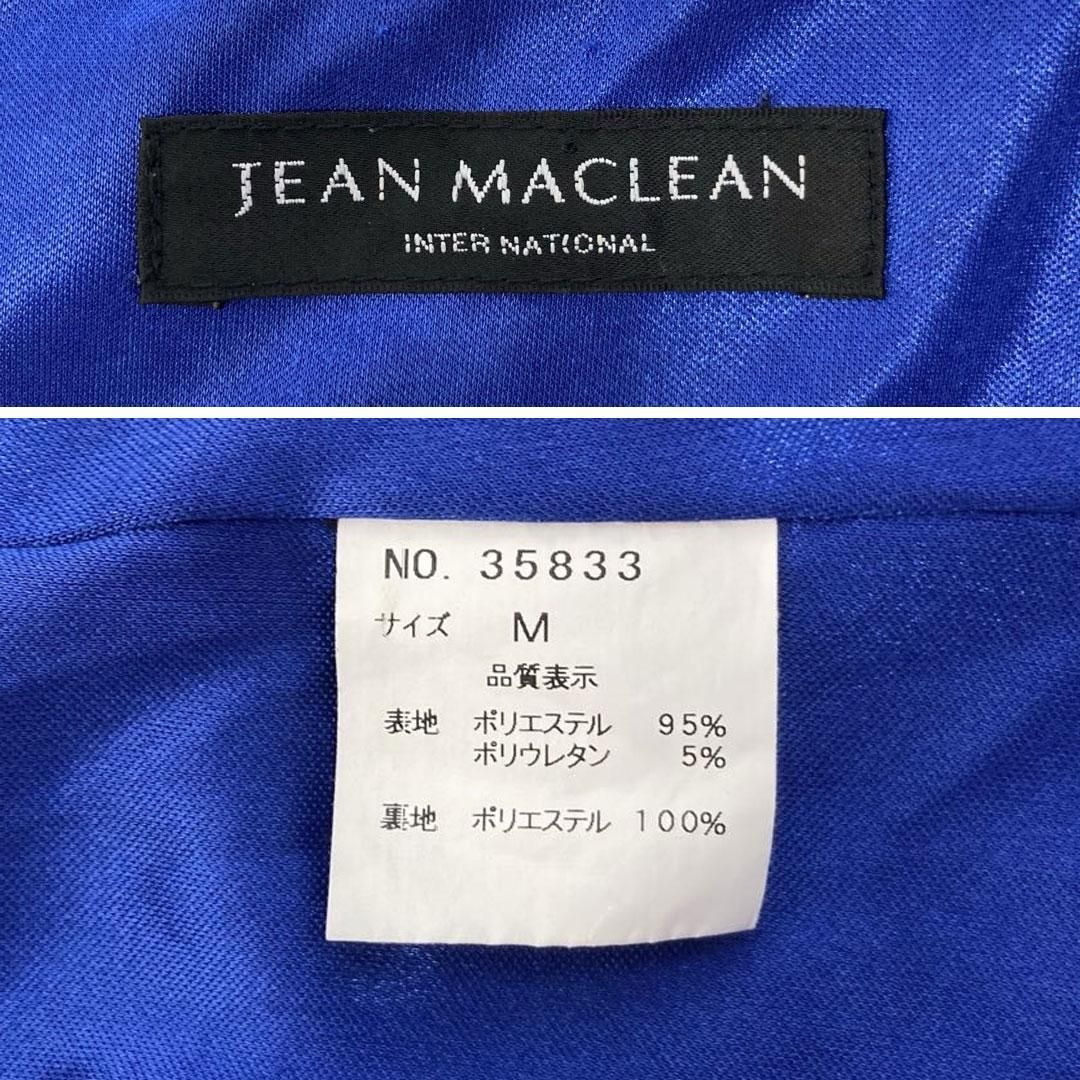 JEAN MACLEAN
INTER NATIONAL
NO. 35833
サイズ M
品質表示
表地 ポリエステル 95%
ポリウレタン 5%
裏地 ポリエステル 100%